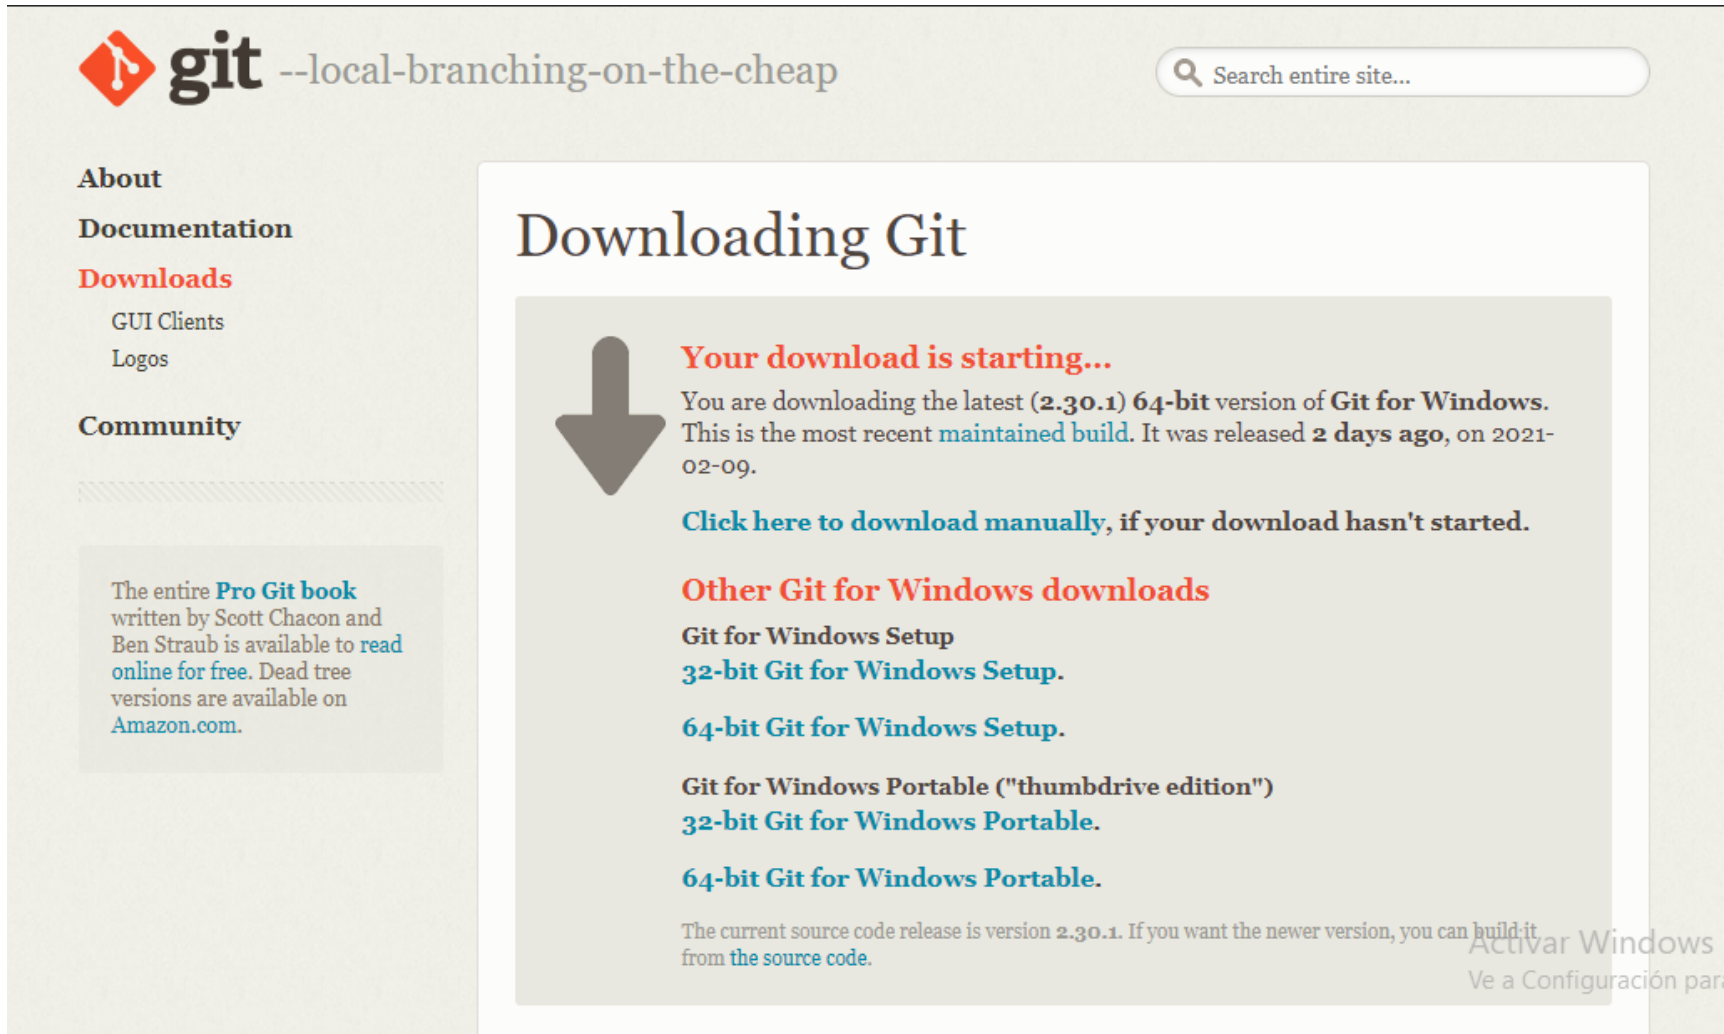 git --local-branching-on-the-cheap
Search entire site...
About
Documentation
Downloads
GUI Clients
Logos
Community
The entire Pro Git book
written by Scott Chacon and
Ben Straub is available to read
online for free. Dead tree
versions are available on
Amazon.com.
Downloading Git
Your download is starting...
You are downloading the latest (2.30.1) 64-bit version of Git for Windows.
This is the most recent maintained build. It was released 2 days ago, on 2021-
02-09.
Click here to download manually, if your download hasn't started.
Other Git for Windows downloads
Git for Windows Setup
32-bit Git for Windows Setup.
64-bit Git for Windows Setup.
Git for Windows Portable ("thumbdrive edition")
32-bit Git for Windows Portable.
64-bit Git for Windows Portable.
The current source code release is version 2.30.1. If you want the newer version, you can build it
from the source code.
Activar Windows
Ve a Configuración para